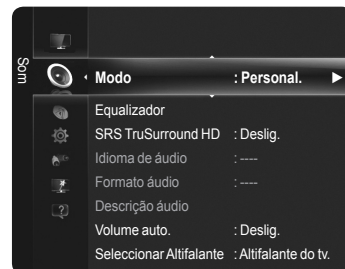 Som
Modo : Personal.
Equalizador
SRS TruSurround HD : Deslig.
Idioma de áudio : ----
Formato áudio : ----
Descrição áudio
Volume auto. : Deslig.
Seleccionar Altifalante : Altifalante do tv.